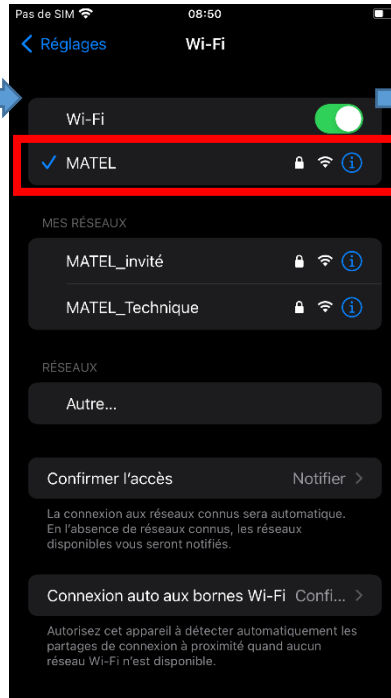 Pas de SIM 08:50
Réglages Wi-Fi
Wi-Fi
MATEL
MES RÉSEAUX
MATEL_invité
MATEL_Technique
RÉSEAUX
Autre...
Confirmer l'accès Notifier
La connexion aux réseaux connus sera automatique.
En l'absence de réseaux connus, les réseaux
disponibles vous seront notifiés.
Connexion auto aux bornes Wi-Fi Confi...
Autorisez cet appareil à détecter automatiquement les
partages de connexion à proximité quand aucun
réseau Wi-Fi n'est disponible.